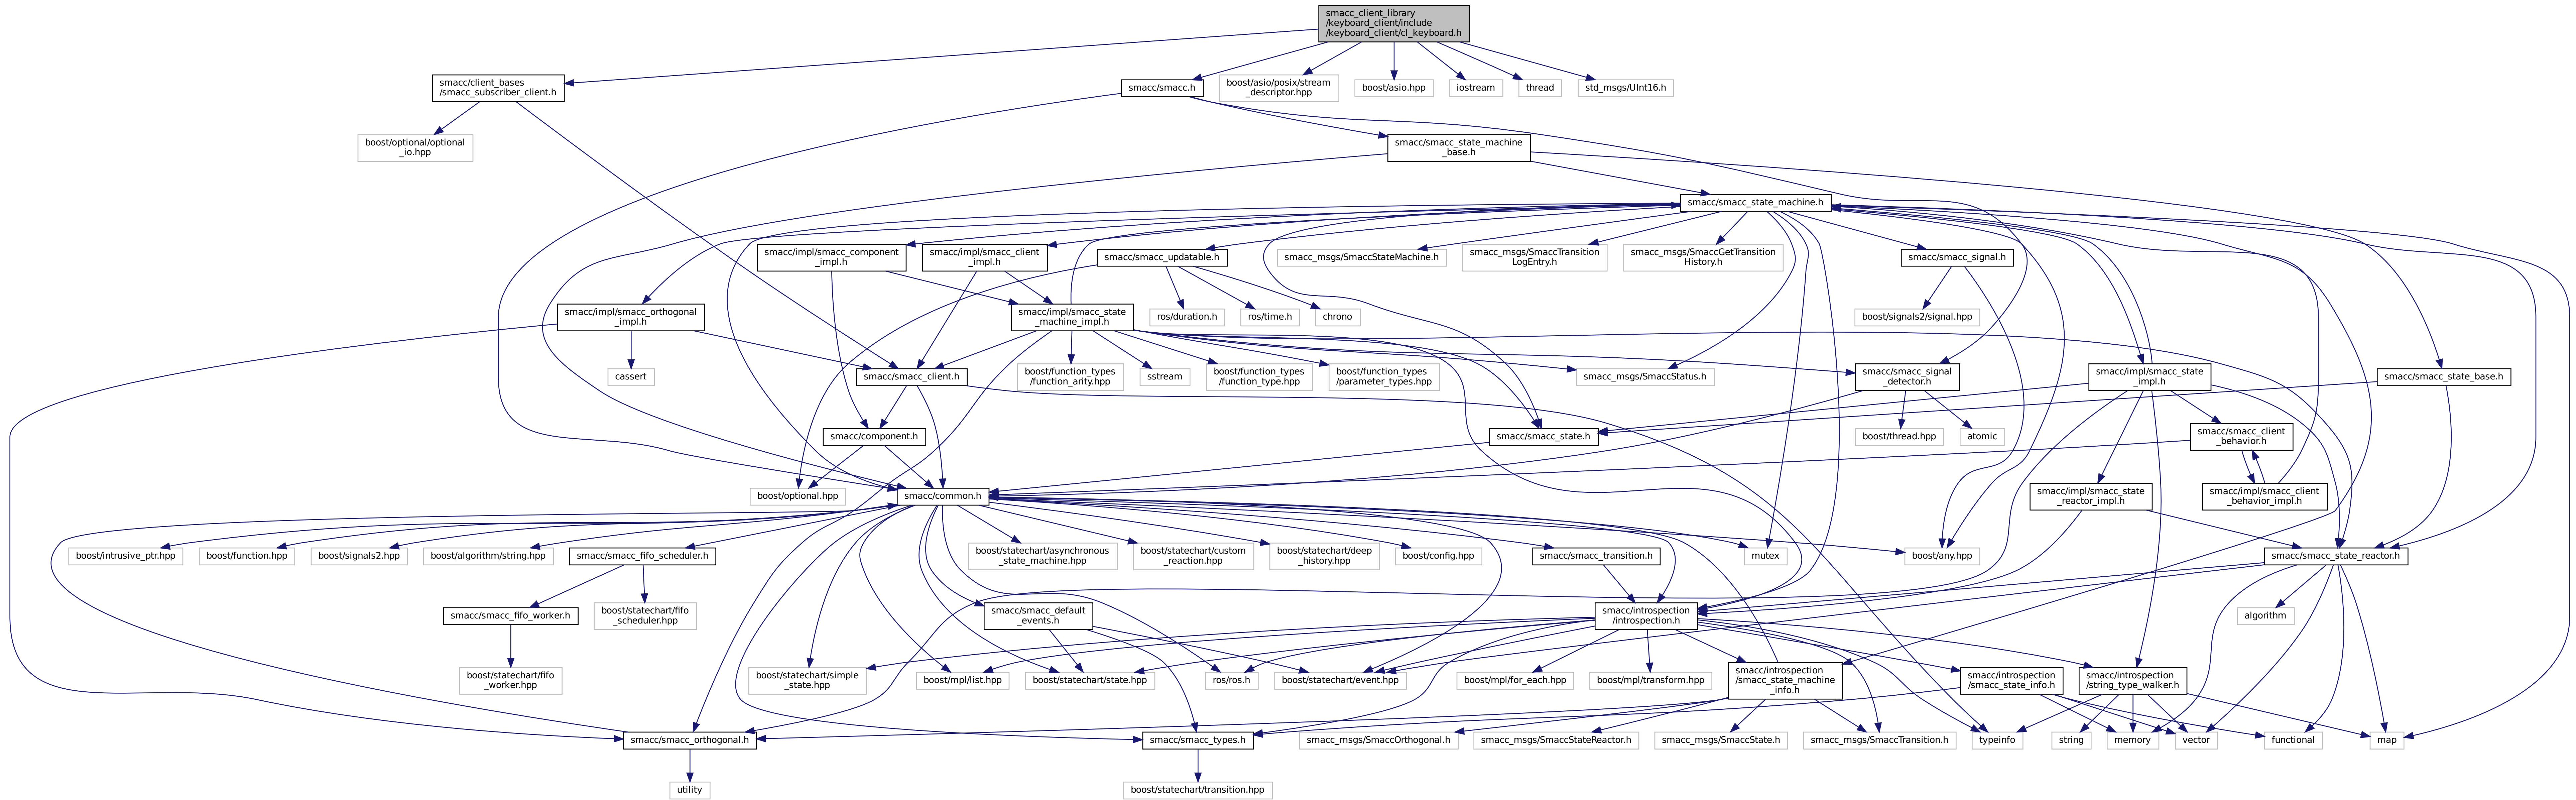 smacc_client_library
/keyboard_client/include
/keyboard_client/cl_keyboard.h
smacc/client_bases
/smacc_subscriber_client.h
smacc/smacc.h
boost/asio/posix/stream
_descriptor.hpp
boost/asio.hpp
iostream
thread
std_msgs/UInt16.h
boost/optional/optional
_io.hpp
smacc/smacc_state_machine
_base.h
smacc/smacc_state_machine.h
smacc/impl/smacc_component
_impl.h
smacc/impl/smacc_client
_impl.h
smacc/smacc_updatable.h
smacc_msgs/SmaccStateMachine.h
smacc_msgs/SmaccTransition
LogEntry.h
smacc_msgs/SmaccGetTransition
History.h
smacc/smacc_signal.h
smacc/impl/smacc_orthogonal
_impl.h
smacc/impl/smacc_state
_machine_impl.h
ros/duration.h
ros/time.h
chrono
boost/signals2/signal.hpp
cassert
smacc/smacc_client.h
boost/function_types
/function_arity.hpp
sstream
boost/function_types
/function_type.hpp
boost/function_types
/parameter_types.hpp
smacc_msgs/SmaccStatus.h
smacc/smacc_signal
_detector.h
smacc/impl/smacc_state
_impl.h
smacc/smacc_state_base.h
smacc/component.h
smacc/smacc_state.h
boost/thread.hpp
atomic
smacc/smacc_client
_behavior.h
boost/optional.hpp
smacc/common.h
smacc/impl/smacc_state
_reactor_impl.h
smacc/impl/smacc_client
_behavior_impl.h
boost/intrusive_ptr.hpp
boost/function.hpp
boost/signals2.hpp
boost/algorithm/string.hpp
smacc/smacc_fifo_scheduler.h
boost/statechart/asynchronous
_state_machine.hpp
boost/statechart/custom
_reaction.hpp
boost/statechart/deep
_history.hpp
boost/config.hpp
smacc/smacc_transition.h
mutex
boost/any.hpp
smacc/smacc_state_reactor.h
smacc/smacc_fifo_worker.h
boost/statechart/fifo
_scheduler.hpp
smacc/smacc_default
_events.h
smacc/introspection
/introspection.h
algorithm
boost/statechart/fifo
_worker.hpp
boost/statechart/simple
_state.hpp
boost/mpl/list.hpp
boost/statechart/state.hpp
ros/ros.h
boost/statechart/event.hpp
boost/mpl/for_each.hpp
boost/mpl/transform.hpp
smacc/introspection
/smacc_state_machine
_info.h
smacc/introspection
/smacc_state_info.h
smacc/introspection
/string_type_walker.h
smacc/smacc_orthogonal.h
smacc/smacc_types.h
smacc_msgs/SmaccOrthogonal.h
smacc_msgs/SmaccStateReactor.h
smacc_msgs/SmaccState.h
smacc_msgs/SmaccTransition.h
typeinfo
string
memory
vector
functional
map
utility
boost/statechart/transition.hpp